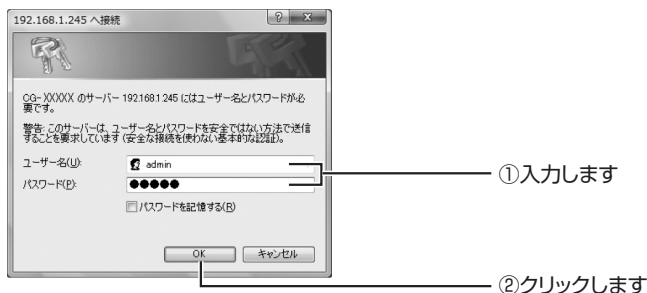 192.168.1.245 へ接続
CG-XXXXX のサーバー 192.168.1.245 にはユーザー名とパスワードが必
要です。
警告: このサーバーは、ユーザー名とパスワードを安全ではない方法で送信
することを要求しています (安全な接続を使わない基本的な認証)。
ユーザー名(U):
admin
①入力します
パスワード(P):
●●●●●
パスワードを記憶する(R)
OK
キャンセル
②クリックします